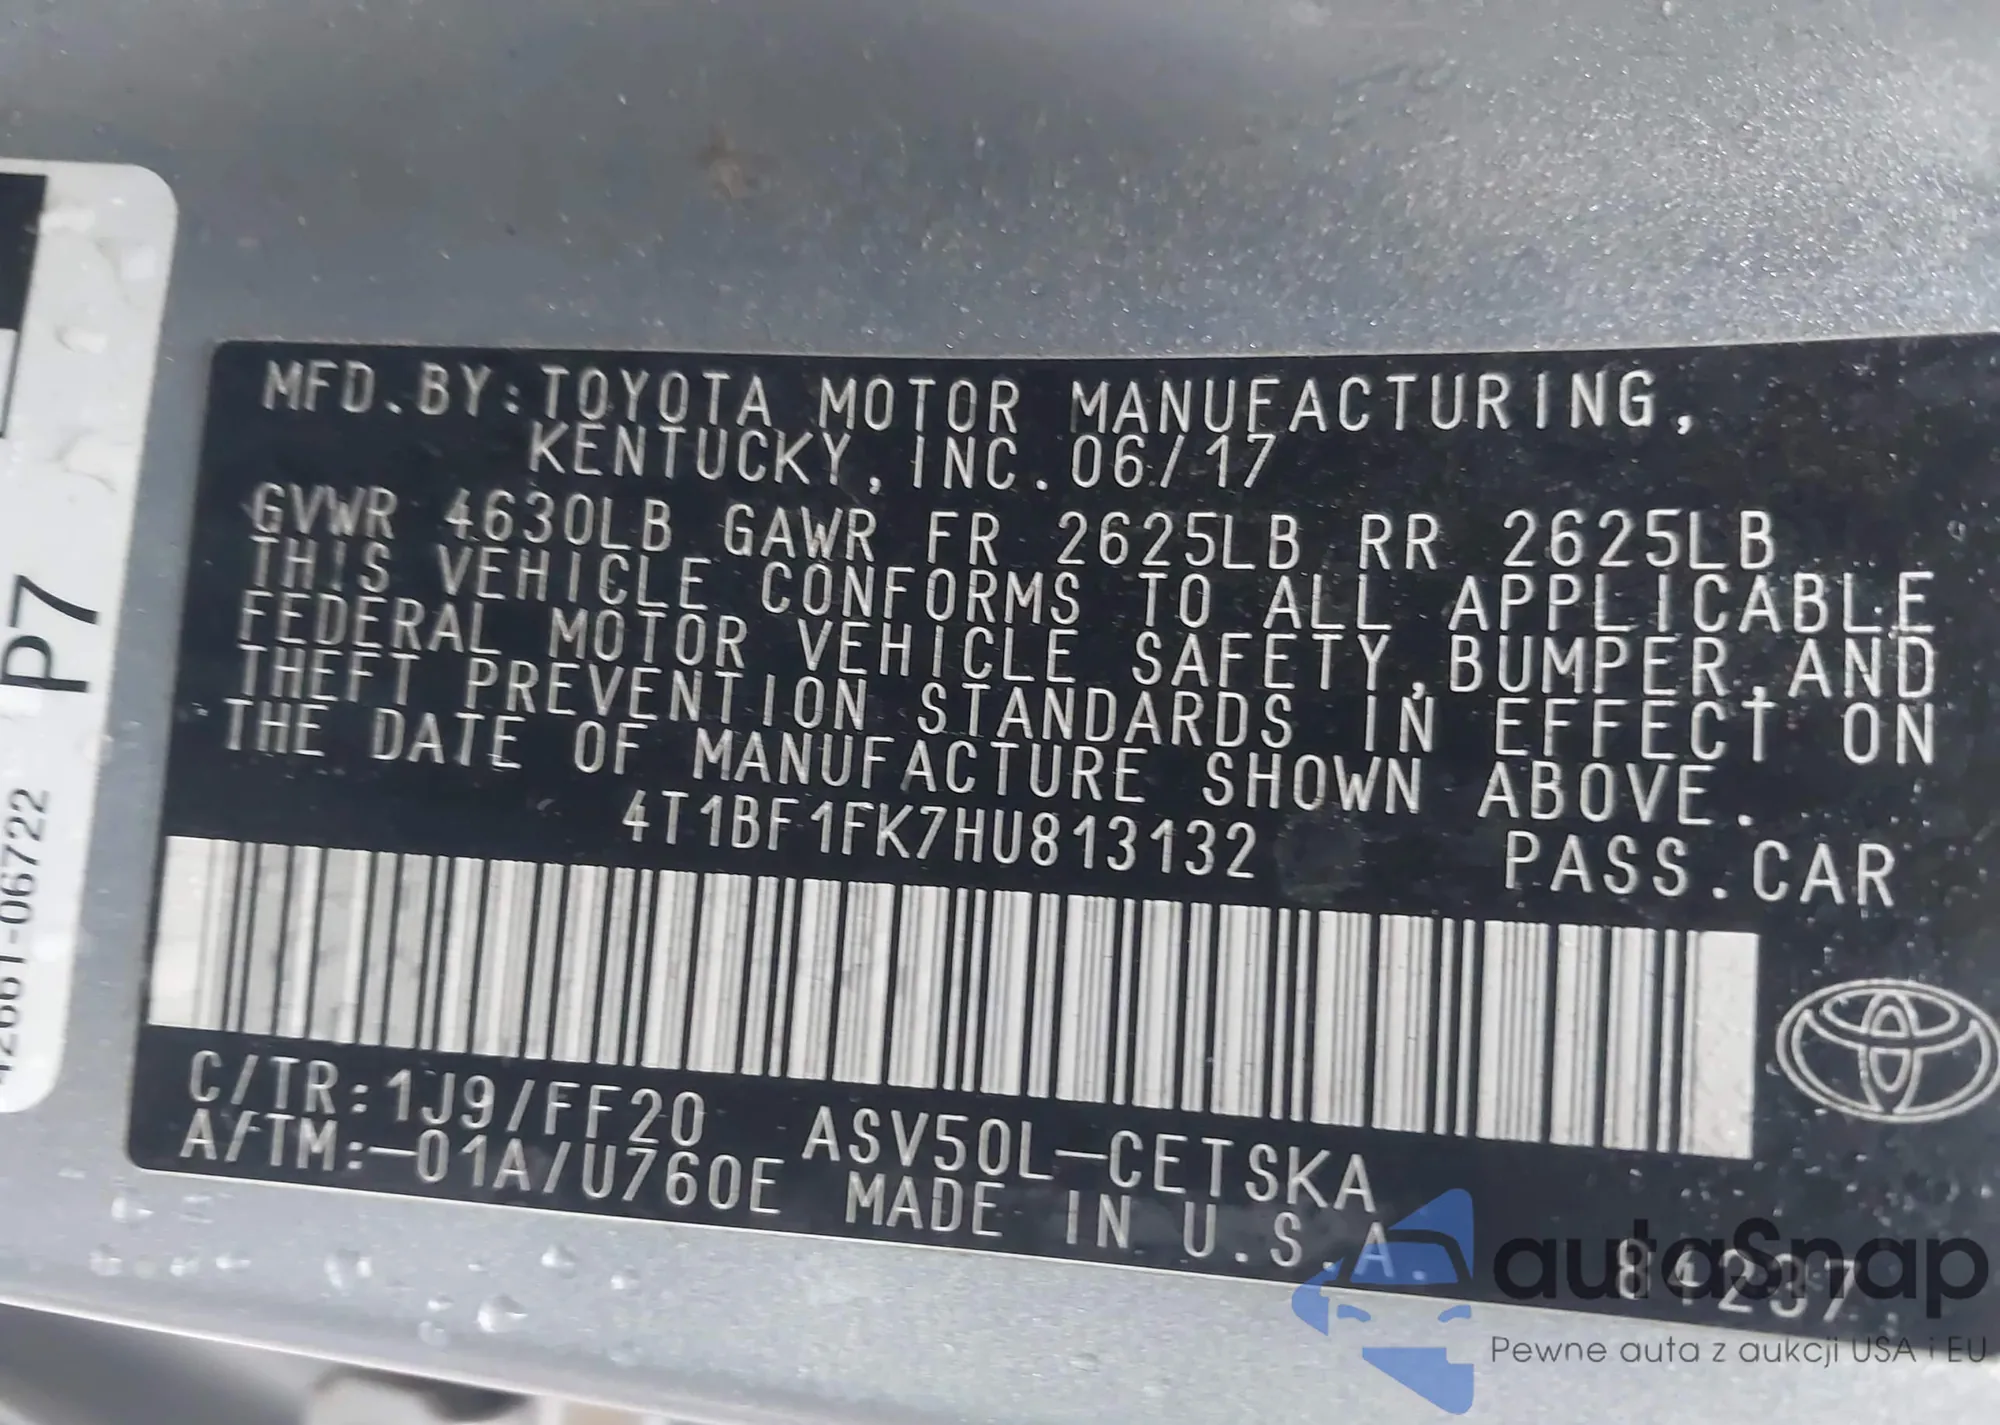 MFD.BY:TOYOTA MOTOR MANUFACTURING,
KENTUCKY,INC.06/17
GVWR 4630LB GAWR FR 2625LB RR 2625LB
THIS VEHICLE CONFORMS TO ALL APPLICABLE
FEDERAL MOTOR VEHICLE SAFETY,BUMPER,AND
THEFT PREVENTION STANDARDS IN EFFECT ON
THE DATE OF MANUFACTURE SHOWN ABOVE.
4T1BF1FK7HU813132 PASS.CAR
C/TR:1J9/FF20 ASV50L-CETSKA
A/TM:-01A/U760E MADE IN U.S.A.
84237
P7
42661-06722
autaSnap
Pewne auta z aukcji USA i EU